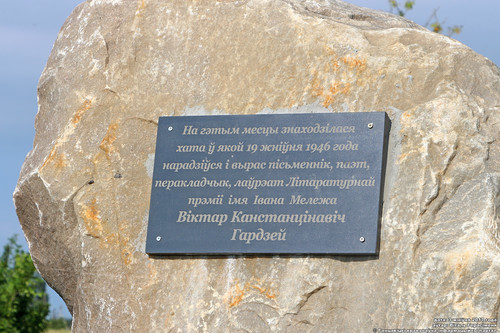 На гэтым месцы знаходзілася
хата ў якой 19 жніўня 1946 года
нарадзіўся і вырас пісьменнік, паэт,
перакладчык, лаўрэат Літаратурнай
прэміі імя Івана Мележа
Віктар Канстанцінавіч
Гардзей